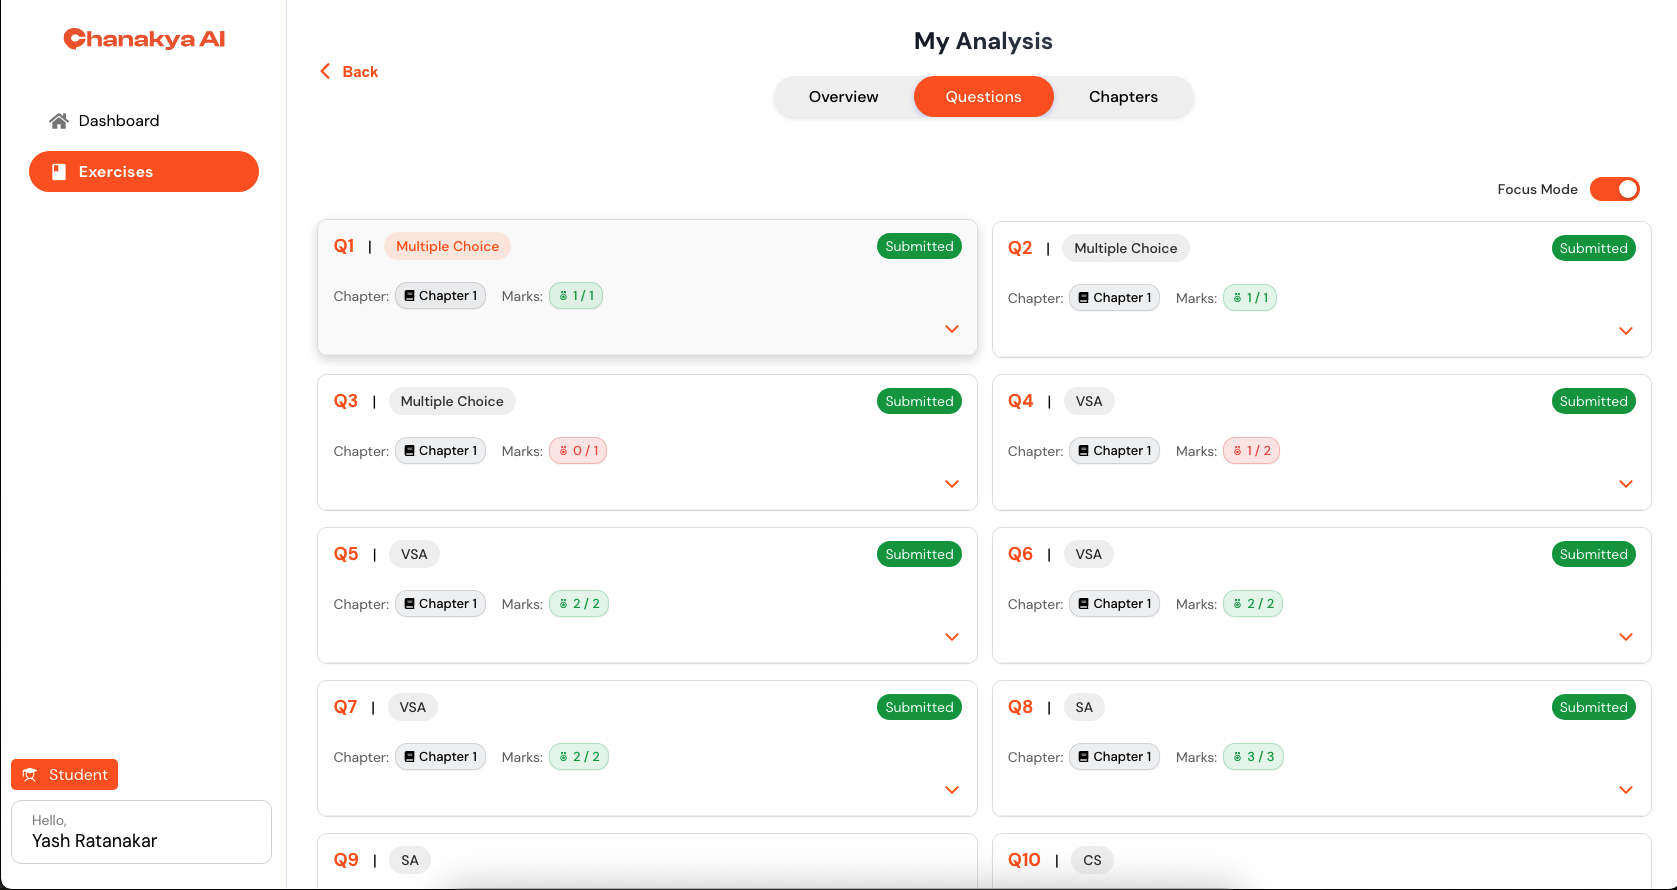 Chanakya AI
Dashboard
Exercises
Student
Hello,
Yash Ratanakar
My Analysis
Back
Overview
Questions
Chapters
Focus Mode
Q1 | Multiple Choice Submitted
Chapter: Chapter 1 Marks: 1 / 1
Q2 | Multiple Choice Submitted
Chapter: Chapter 1 Marks: 1 / 1
Q3 | Multiple Choice Submitted
Chapter: Chapter 1 Marks: 0 / 1
Q4 | VSA Submitted
Chapter: Chapter 1 Marks: 1 / 2
Q5 | VSA Submitted
Chapter: Chapter 1 Marks: 2 / 2
Q6 | VSA Submitted
Chapter: Chapter 1 Marks: 2 / 2
Q7 | VSA Submitted
Chapter: Chapter 1 Marks: 2 / 2
Q8 | SA Submitted
Chapter: Chapter 1 Marks: 3 / 3
Q9 | SA
Q10 | CS